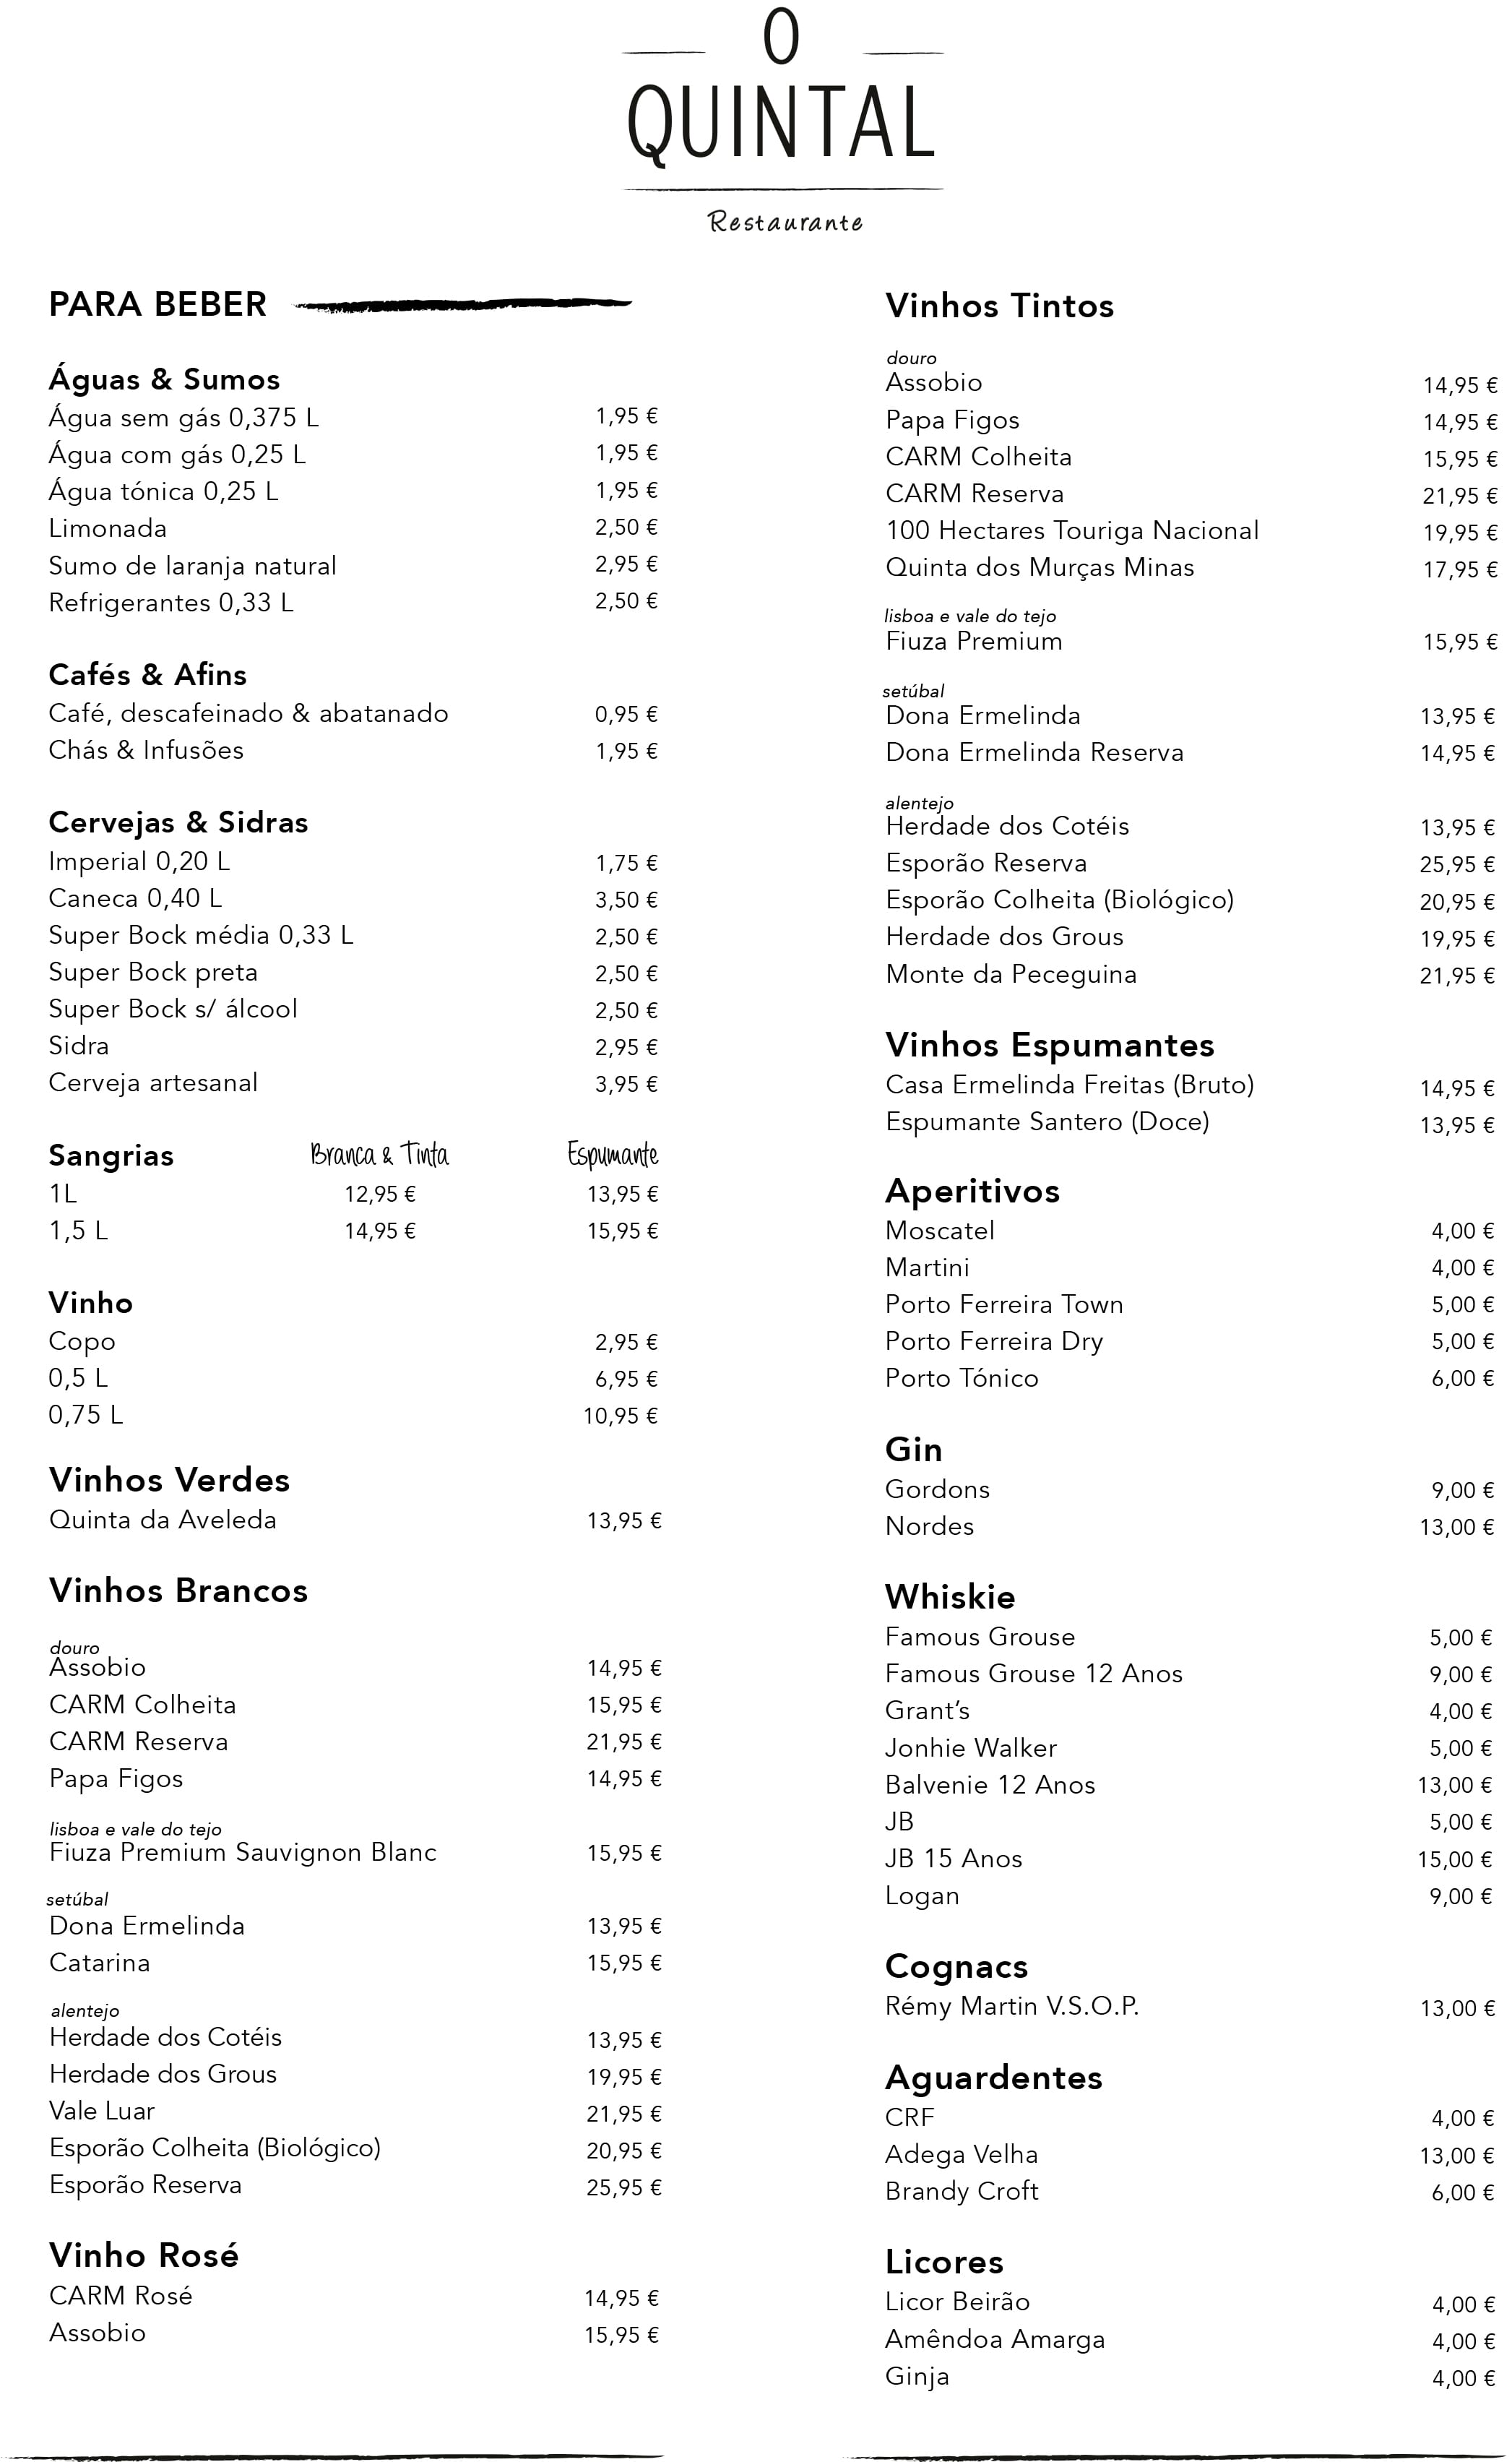 O
QUINTAL
Restaurante
PARA BEBER
Águas & Sumos
Água sem gás 0,375 L 1,95 €
Água com gás 0,25 L 1,95 €
Água tónica 0,25 L 1,95 €
Limonada 2,50 €
Sumo de laranja natural 2,95 €
Refrigerantes 0,33 L 2,50 €
Cafés & Afins
Café, descafeinado & abatanado 0,95 €
Chás & Infusões 1,95 €
Cervejas & Sidras
Imperial 0,20 L 1,75 €
Caneca 0,40 L 3,50 €
Super Bock média 0,33 L 2,50 €
Super Bock preta 2,50 €
Super Bock s/ álcool 2,50 €
Sidra 2,95 €
Cerveja artesanal 3,95 €
Sangrias Branca & Tinta Espumante
1L 12,95 € 13,95 €
1,5 L 14,95 € 15,95 €
Vinho
Copo 2,95 €
0,5 L 6,95 €
0,75 L 10,95 €
Vinhos Verdes
Quinta da Aveleda 13,95 €
Vinhos Brancos
douro
Assobio 14,95 €
CARM Colheita 15,95 €
CARM Reserva 21,95 €
Papa Figos 14,95 €
lisboa e vale do tejo
Fiuza Premium Sauvignon Blanc 15,95 €
setúbal
Dona Ermelinda 13,95 €
Catarina 15,95 €
alentejo
Herdade dos Cotéis 13,95 €
Herdade dos Grous 19,95 €
Vale Luar 21,95 €
Esporão Colheita (Biológico) 20,95 €
Esporão Reserva 25,95 €
Vinho Rosé
CARM Rosé 14,95 €
Assobio 15,95 €
Vinhos Tintos
douro
Assobio 14,95 €
Papa Figos 14,95 €
CARM Colheita 15,95 €
CARM Reserva 21,95 €
100 Hectares Touriga Nacional 19,95 €
Quinta dos Murças Minas 17,95 €
lisboa e vale do tejo
Fiuza Premium 15,95 €
setúbal
Dona Ermelinda 13,95 €
Dona Ermelinda Reserva 14,95 €
alentejo
Herdade dos Cotéis 13,95 €
Esporão Reserva 25,95 €
Esporão Colheita (Biológico) 20,95 €
Herdade dos Grous 19,95 €
Monte da Peceguina 21,95 €
Vinhos Espumantes
Casa Ermelinda Freitas (Bruto) 14,95 €
Espumante Santero (Doce) 13,95 €
Aperitivos
Moscatel 4,00 €
Martini 4,00 €
Porto Ferreira Town 5,00 €
Porto Ferreira Dry 5,00 €
Porto Tónico 6,00 €
Gin
Gordons 9,00 €
Nordes 13,00 €
Whiskie
Famous Grouse 5,00 €
Famous Grouse 12 Anos 9,00 €
Grant’s 4,00 €
Jonhie Walker 5,00 €
Balvenie 12 Anos 13,00 €
JB 5,00 €
JB 15 Anos 15,00 €
Logan 9,00 €
Cognacs
Rémy Martin V.S.O.P. 13,00 €
Aguardentes
CRF 4,00 €
Adega Velha 13,00 €
Brandy Croft 6,00 €
Licores
Licor Beirão 4,00 €
Amêndoa Amarga 4,00 €
Ginja 4,00 €